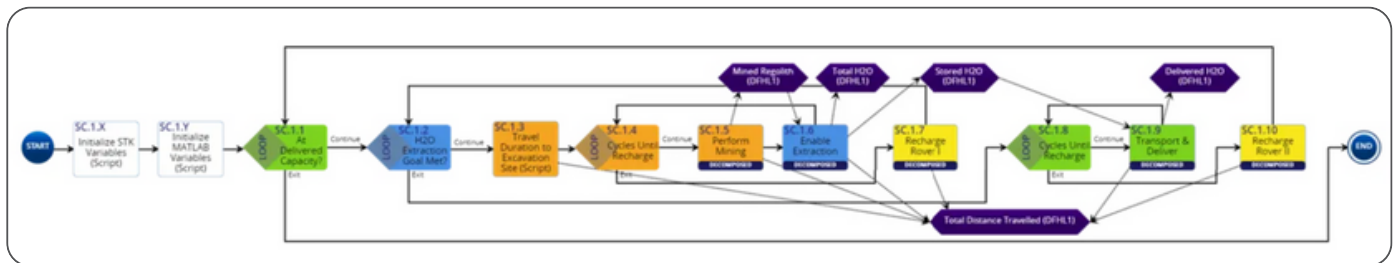 Mined Regolith
(DFHL1)
Total H2O
(DFHL1)
Stored H2O
(DFHL1)
Delivered H2O
(DFHL1)
START
SC.1.X
Initialize STK
Variables
(Script)
SC.1.Y
Initialize
MATLAB
Variables
(Script)
LOOP
SC.1.1
At
Delivered
Capacity?
Continue
Exit
LOOP
SC.1.2
H2O
Extraction
Goal Met?
Continue
Exit
SC.1.3
Travel
Duration to
Excavation
Site (Script)
LOOP
SC.1.4
Cycles Until
Recharge
Continue
Exit
SC.1.5
Perform
Mining
DECOMPOSED
SC.1.6
Enable
Extraction
DECOMPOSED
SC.1.7
Recharge
Rover I
DECOMPOSED
LOOP
SC.1.8
Cycles Until
Recharge
Continue
Exit
SC.1.9
Transport &
Deliver
DECOMPOSED
SC.1.10
Recharge
Rover II
DECOMPOSED
END
Total Distance Travelled (DFHL1)